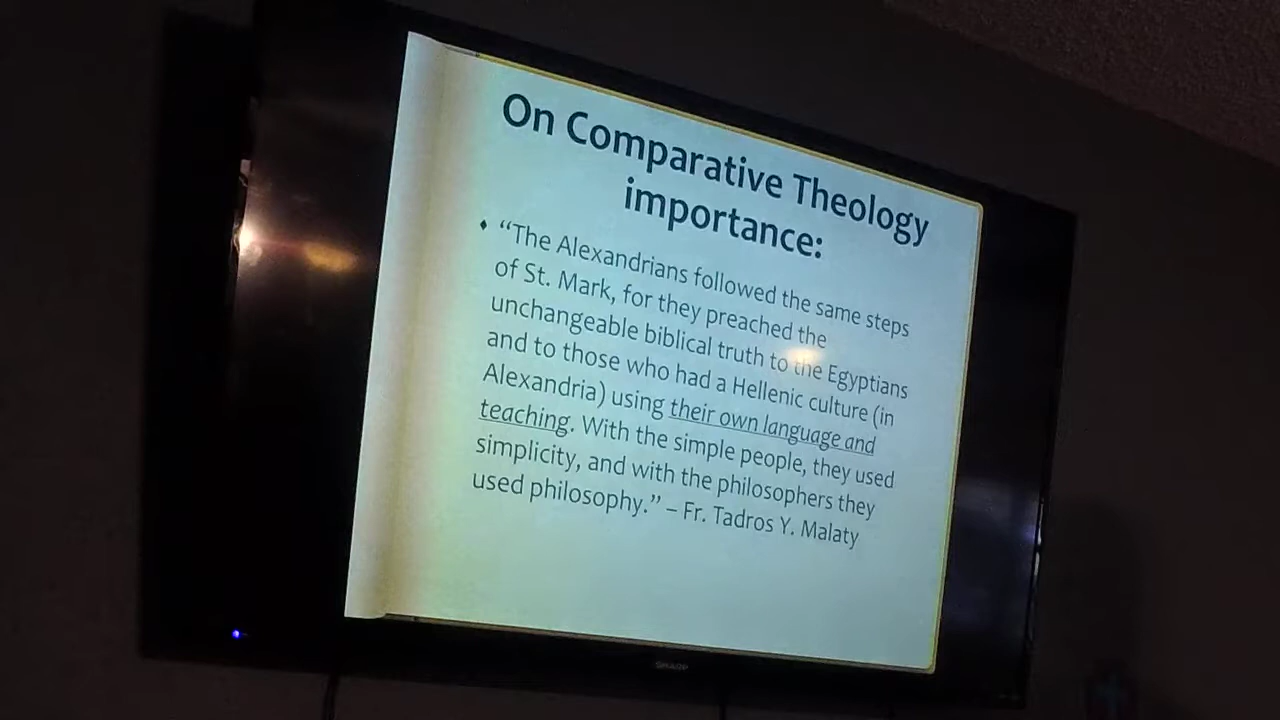 On Comparative Theology
importance:
♦ “The Alexandrians followed the same steps
of St. Mark, for they preached the
unchangeable biblical truth to the Egyptians
and to those who had a Hellenic culture (in
Alexandria) using their own language and
teaching. With the simple people, they used
simplicity, and with the philosophers they
used philosophy.” – Fr. Tadros Y. Malaty
SHARP